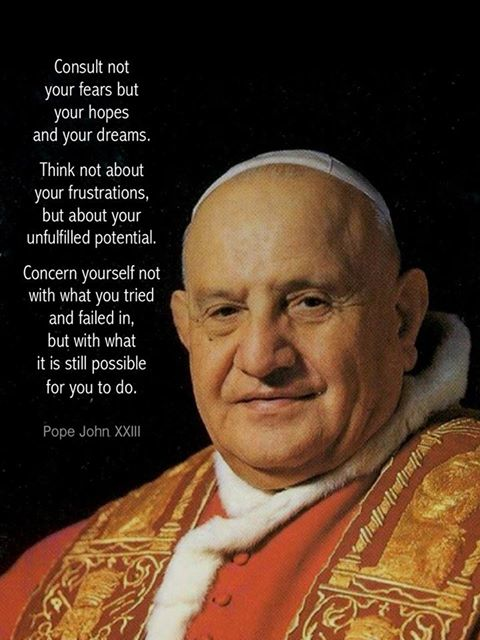 Consult not
your fears but
your hopes
and your dreams.
Think not about
your frustrations,
but about your
unfulfilled potential.
Concern yourself not
with what you tried
and failed in,
but with what
it is still possible
for you to do.
Pope John XXIII